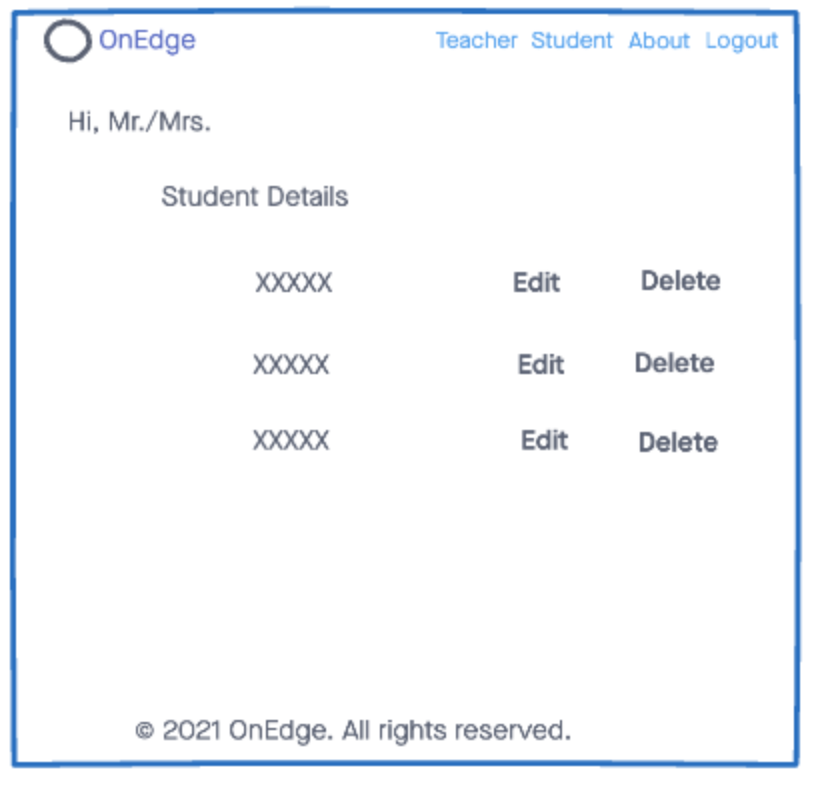 OnEdge Teacher Student About Logout
Hi, Mr./Mrs.
Student Details
XXXXX Edit Delete
XXXXX Edit Delete
XXXXX Edit Delete
© 2021 OnEdge. All rights reserved.